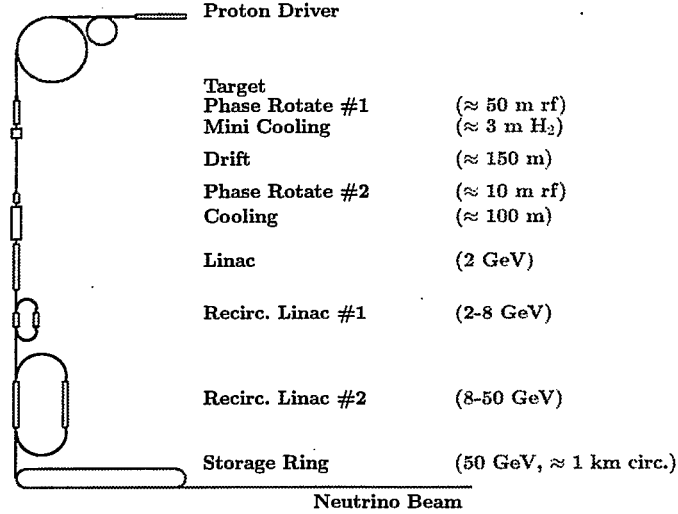 Proton Driver
Target
Phase Rotate #1 (≈ 50 m rf)
Mini Cooling (≈ 3 m H₂)
Drift (≈ 150 m)
Phase Rotate #2 (≈ 10 m rf)
Cooling (≈ 100 m)
Linac (2 GeV)
Recirc. Linac #1 (2-8 GeV)
Recirc. Linac #2 (8-50 GeV)
Storage Ring (50 GeV, ≈ 1 km circ.)
Neutrino Beam